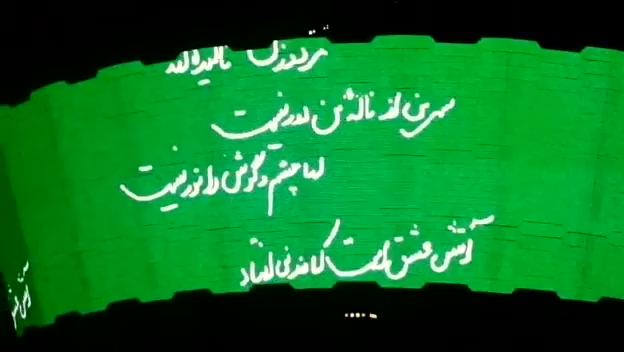 مرد و زن نالیده‌اند
سر من از نالهٔ من دور نیست
لیک چشم و گوش را نور نیست
آتش عشق است کاندر نی فتاد